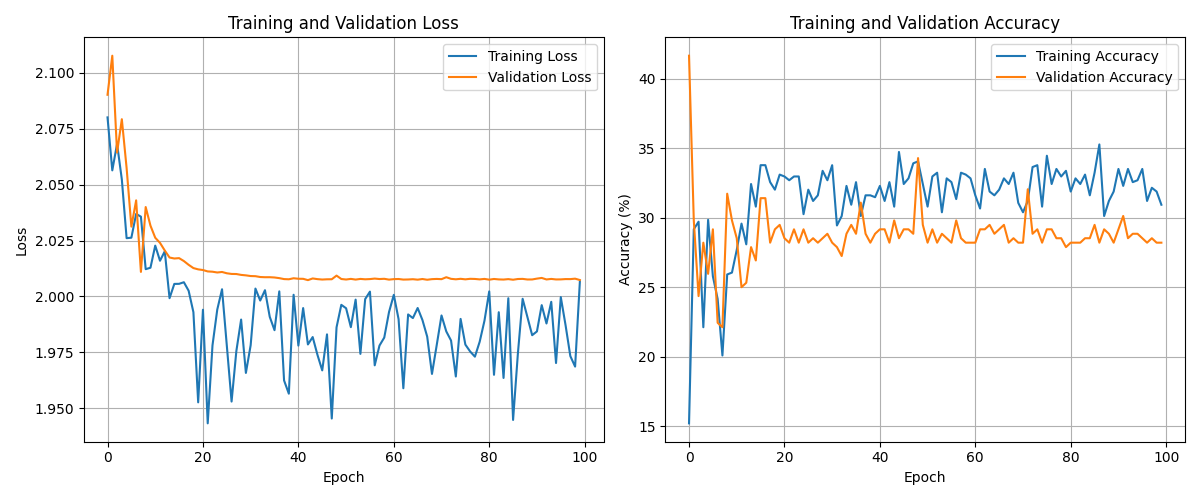 Training and Validation Loss
Training Loss
Validation Loss
2.100
2.075
2.050
2.025
2.000
1.975
1.950
Loss
0
20
40
60
80
100
Epoch
Training and Validation Accuracy
Training Accuracy
Validation Accuracy
40
35
30
25
20
15
Accuracy (%)
0
20
40
60
80
100
Epoch